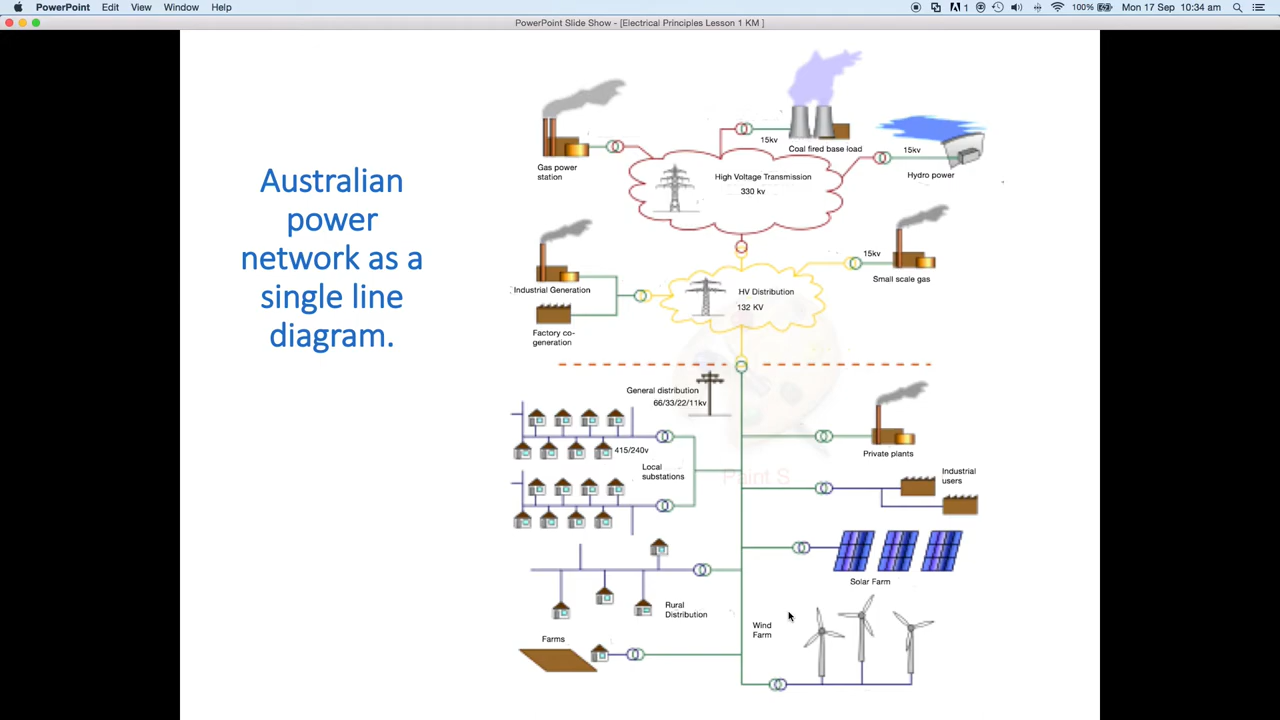 PowerPoint Edit View Window Help
1
100%
Mon 17 Sep 10:34 am
PowerPoint Slide Show - [Electrical Principles Lesson 1 KM ]
Australian
power
network as a
single line
diagram.
Gas power
station
15kv
Coal fired base load
15kv
Hydro power
High Voltage Transmission
330 kv
Industrial Generation
Factory co-
generation
HV Distribution
132 KV
15kv
Small scale gas
General distribution
66/33/22/11kv
415/240v
Local
substations
Private plants
Industrial
users
Paint S
Solar Farm
Rural
Distribution
Wind
Farm
Farms